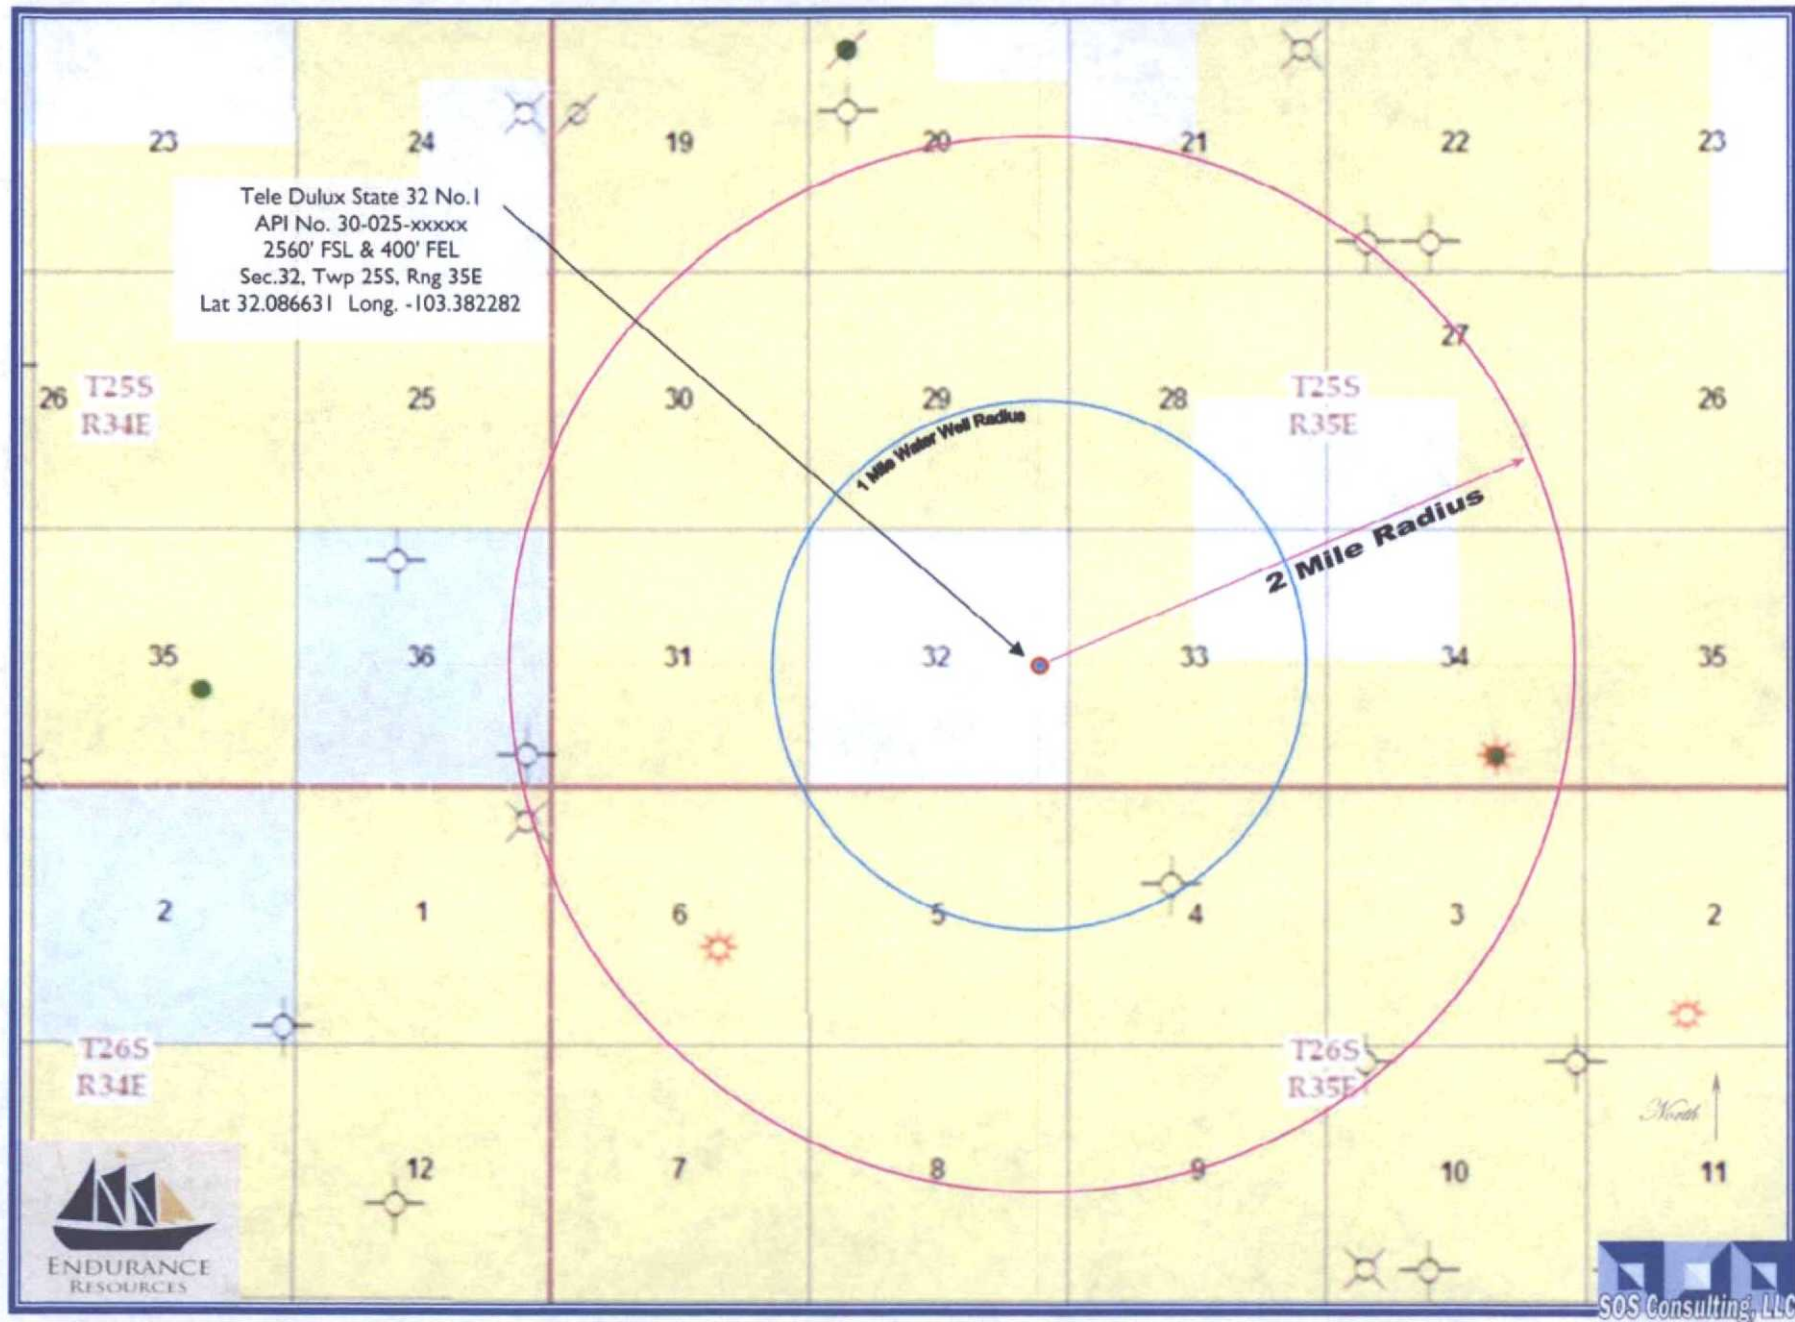 23
24
19
20
21
22
23
Tele Dulux State 32 No.1
API No. 30-025-xxxxx
2560' FSL & 400' FEL
Sec.32, Twp 25S, Rng 35E
Lat 32.086631 Long. -103.382282
27
26
T25S
R34E
25
30
29
28
T25S
R35E
26
1 Mile Water Well Radius
2 Mile Radius
35
36
31
32
33
34
35
2
1
6
5
4
3
2
T26S
R34E
T26S
R35E
North
12
7
8
9
10
11
ENDURANCE
RESOURCES
SOS Consulting, LLC